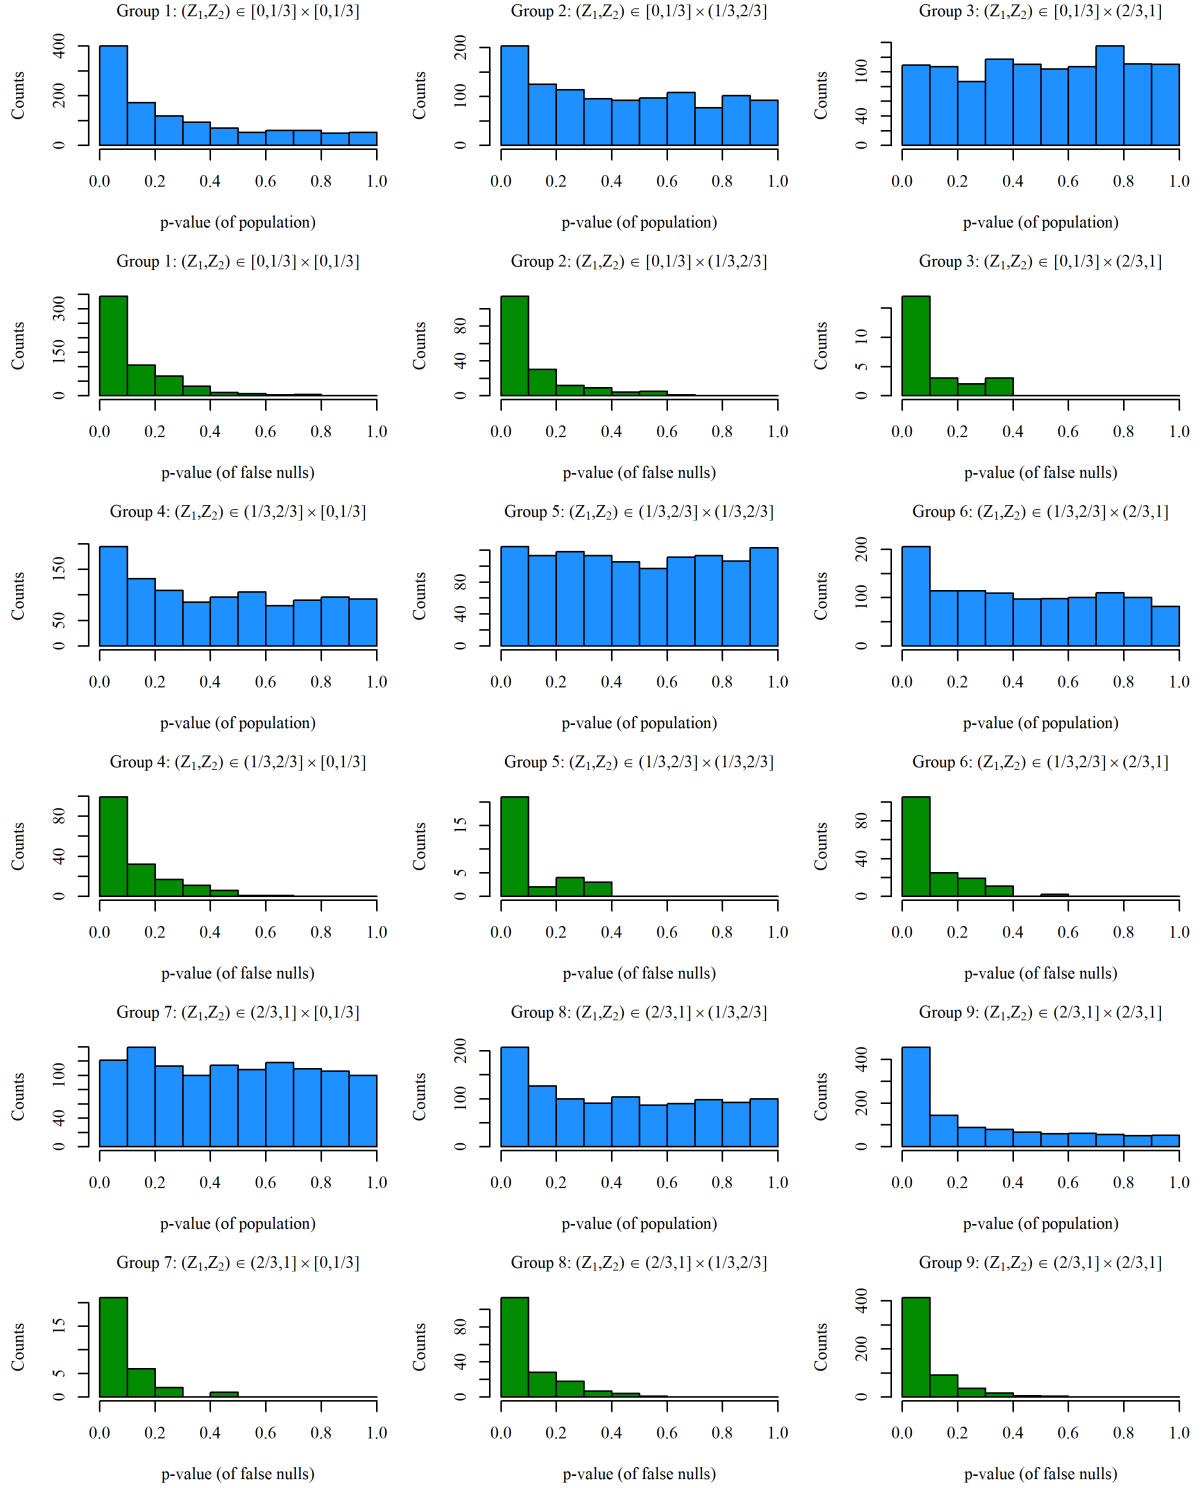 Group 1: (Z₁,Z₂) ∈ [0,1/3] × [0,1/3]
Counts
0 200 400
0.0 0.2 0.4 0.6 0.8 1.0
p-value (of population)
Group 2: (Z₁,Z₂) ∈ [0,1/3] × (1/3,2/3]
Counts
0 100 200
0.0 0.2 0.4 0.6 0.8 1.0
p-value (of population)
Group 3: (Z₁,Z₂) ∈ [0,1/3] × (2/3,1]
Counts
0 40 100
0.0 0.2 0.4 0.6 0.8 1.0
p-value (of population)
Group 1: (Z₁,Z₂) ∈ [0,1/3] × [0,1/3]
Counts
0 150 300
0.0 0.2 0.4 0.6 0.8 1.0
p-value (of false nulls)
Group 2: (Z₁,Z₂) ∈ [0,1/3] × (1/3,2/3]
Counts
0 40 80
0.0 0.2 0.4 0.6 0.8 1.0
p-value (of false nulls)
Group 3: (Z₁,Z₂) ∈ [0,1/3] × (2/3,1]
Counts
0 5 10
0.0 0.2 0.4 0.6 0.8 1.0
p-value (of false nulls)
Group 4: (Z₁,Z₂) ∈ (1/3,2/3] × [0,1/3]
Counts
0 50 150
0.0 0.2 0.4 0.6 0.8 1.0
p-value (of population)
Group 5: (Z₁,Z₂) ∈ (1/3,2/3] × (1/3,2/3]
Counts
0 40 80
0.0 0.2 0.4 0.6 0.8 1.0
p-value (of population)
Group 6: (Z₁,Z₂) ∈ (1/3,2/3] × (2/3,1]
Counts
0 100 200
0.0 0.2 0.4 0.6 0.8 1.0
p-value (of population)
Group 4: (Z₁,Z₂) ∈ (1/3,2/3] × [0,1/3]
Counts
0 40 80
0.0 0.2 0.4 0.6 0.8 1.0
p-value (of false nulls)
Group 5: (Z₁,Z₂) ∈ (1/3,2/3] × (1/3,2/3]
Counts
0 5 15
0.0 0.2 0.4 0.6 0.8 1.0
p-value (of false nulls)
Group 6: (Z₁,Z₂) ∈ (1/3,2/3] × (2/3,1]
Counts
0 40 80
0.0 0.2 0.4 0.6 0.8 1.0
p-value (of false nulls)
Group 7: (Z₁,Z₂) ∈ (2/3,1] × [0,1/3]
Counts
0 40 100
0.0 0.2 0.4 0.6 0.8 1.0
p-value (of population)
Group 8: (Z₁,Z₂) ∈ (2/3,1] × (1/3,2/3]
Counts
0 100 200
0.0 0.2 0.4 0.6 0.8 1.0
p-value (of population)
Group 9: (Z₁,Z₂) ∈ (2/3,1] × (2/3,1]
Counts
0 200 400
0.0 0.2 0.4 0.6 0.8 1.0
p-value (of population)
Group 7: (Z₁,Z₂) ∈ (2/3,1] × [0,1/3]
Counts
0 5 15
0.0 0.2 0.4 0.6 0.8 1.0
p-value (of false nulls)
Group 8: (Z₁,Z₂) ∈ (2/3,1] × (1/3,2/3]
Counts
0 40 80
0.0 0.2 0.4 0.6 0.8 1.0
p-value (of false nulls)
Group 9: (Z₁,Z₂) ∈ (2/3,1] × (2/3,1]
Counts
0 200 400
0.0 0.2 0.4 0.6 0.8 1.0
p-value (of false nulls)